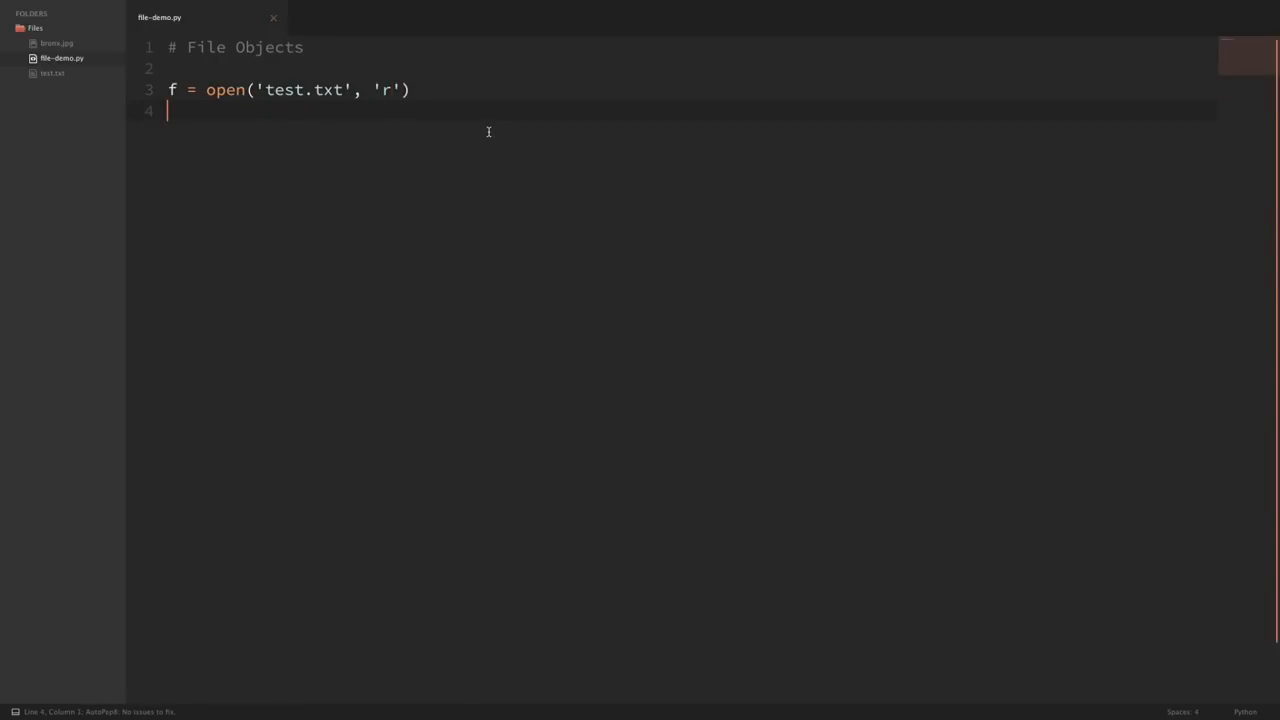 FOLDERS
Files
bronx.jpg
file-demo.py
test.txt
file-demo.py
1 # File Objects
2
3 f = open('test.txt', 'r')
4
Line 4, Column 1; AutoPep8: No issues to fix.
Spaces: 4
Python